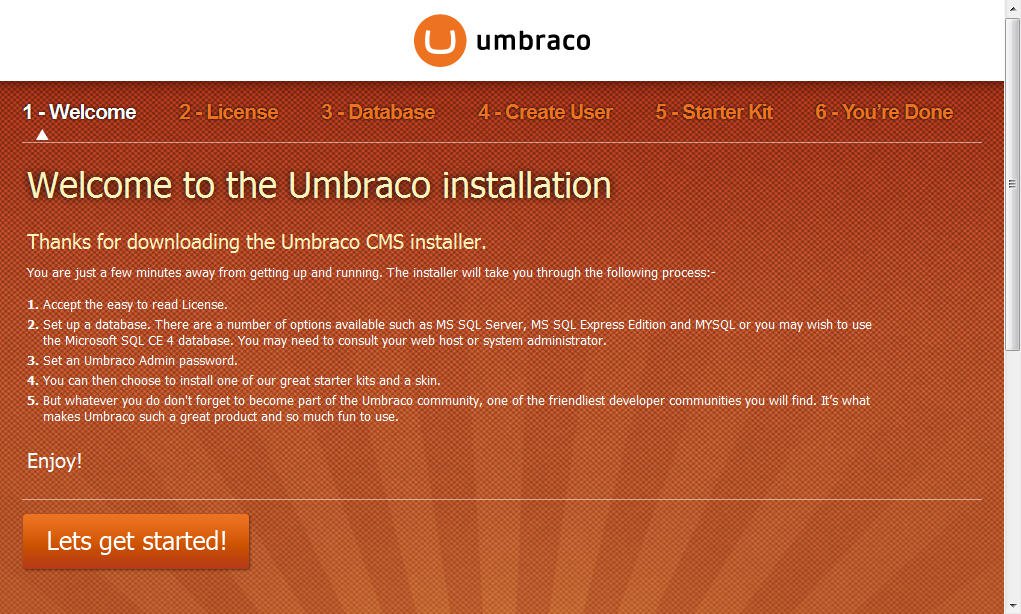 umbraco
1 - Welcome 2 - License 3 - Database 4 - Create User 5 - Starter Kit 6 - You’re Done
Welcome to the Umbraco installation
Thanks for downloading the Umbraco CMS installer.
You are just a few minutes away from getting up and running. The installer will take you through the following process:-
1. Accept the easy to read License.
2. Set up a database. There are a number of options available such as MS SQL Server, MS SQL Express Edition and MYSQL or you may wish to use
the Microsoft SQL CE 4 database. You may need to consult your web host or system administrator.
3. Set an Umbraco Admin password.
4. You can then choose to install one of our great starter kits and a skin.
5. But whatever you do don't forget to become part of the Umbraco community, one of the friendliest developer communities you will find. It’s what
makes Umbraco such a great product and so much fun to use.
Enjoy!
Lets get started!